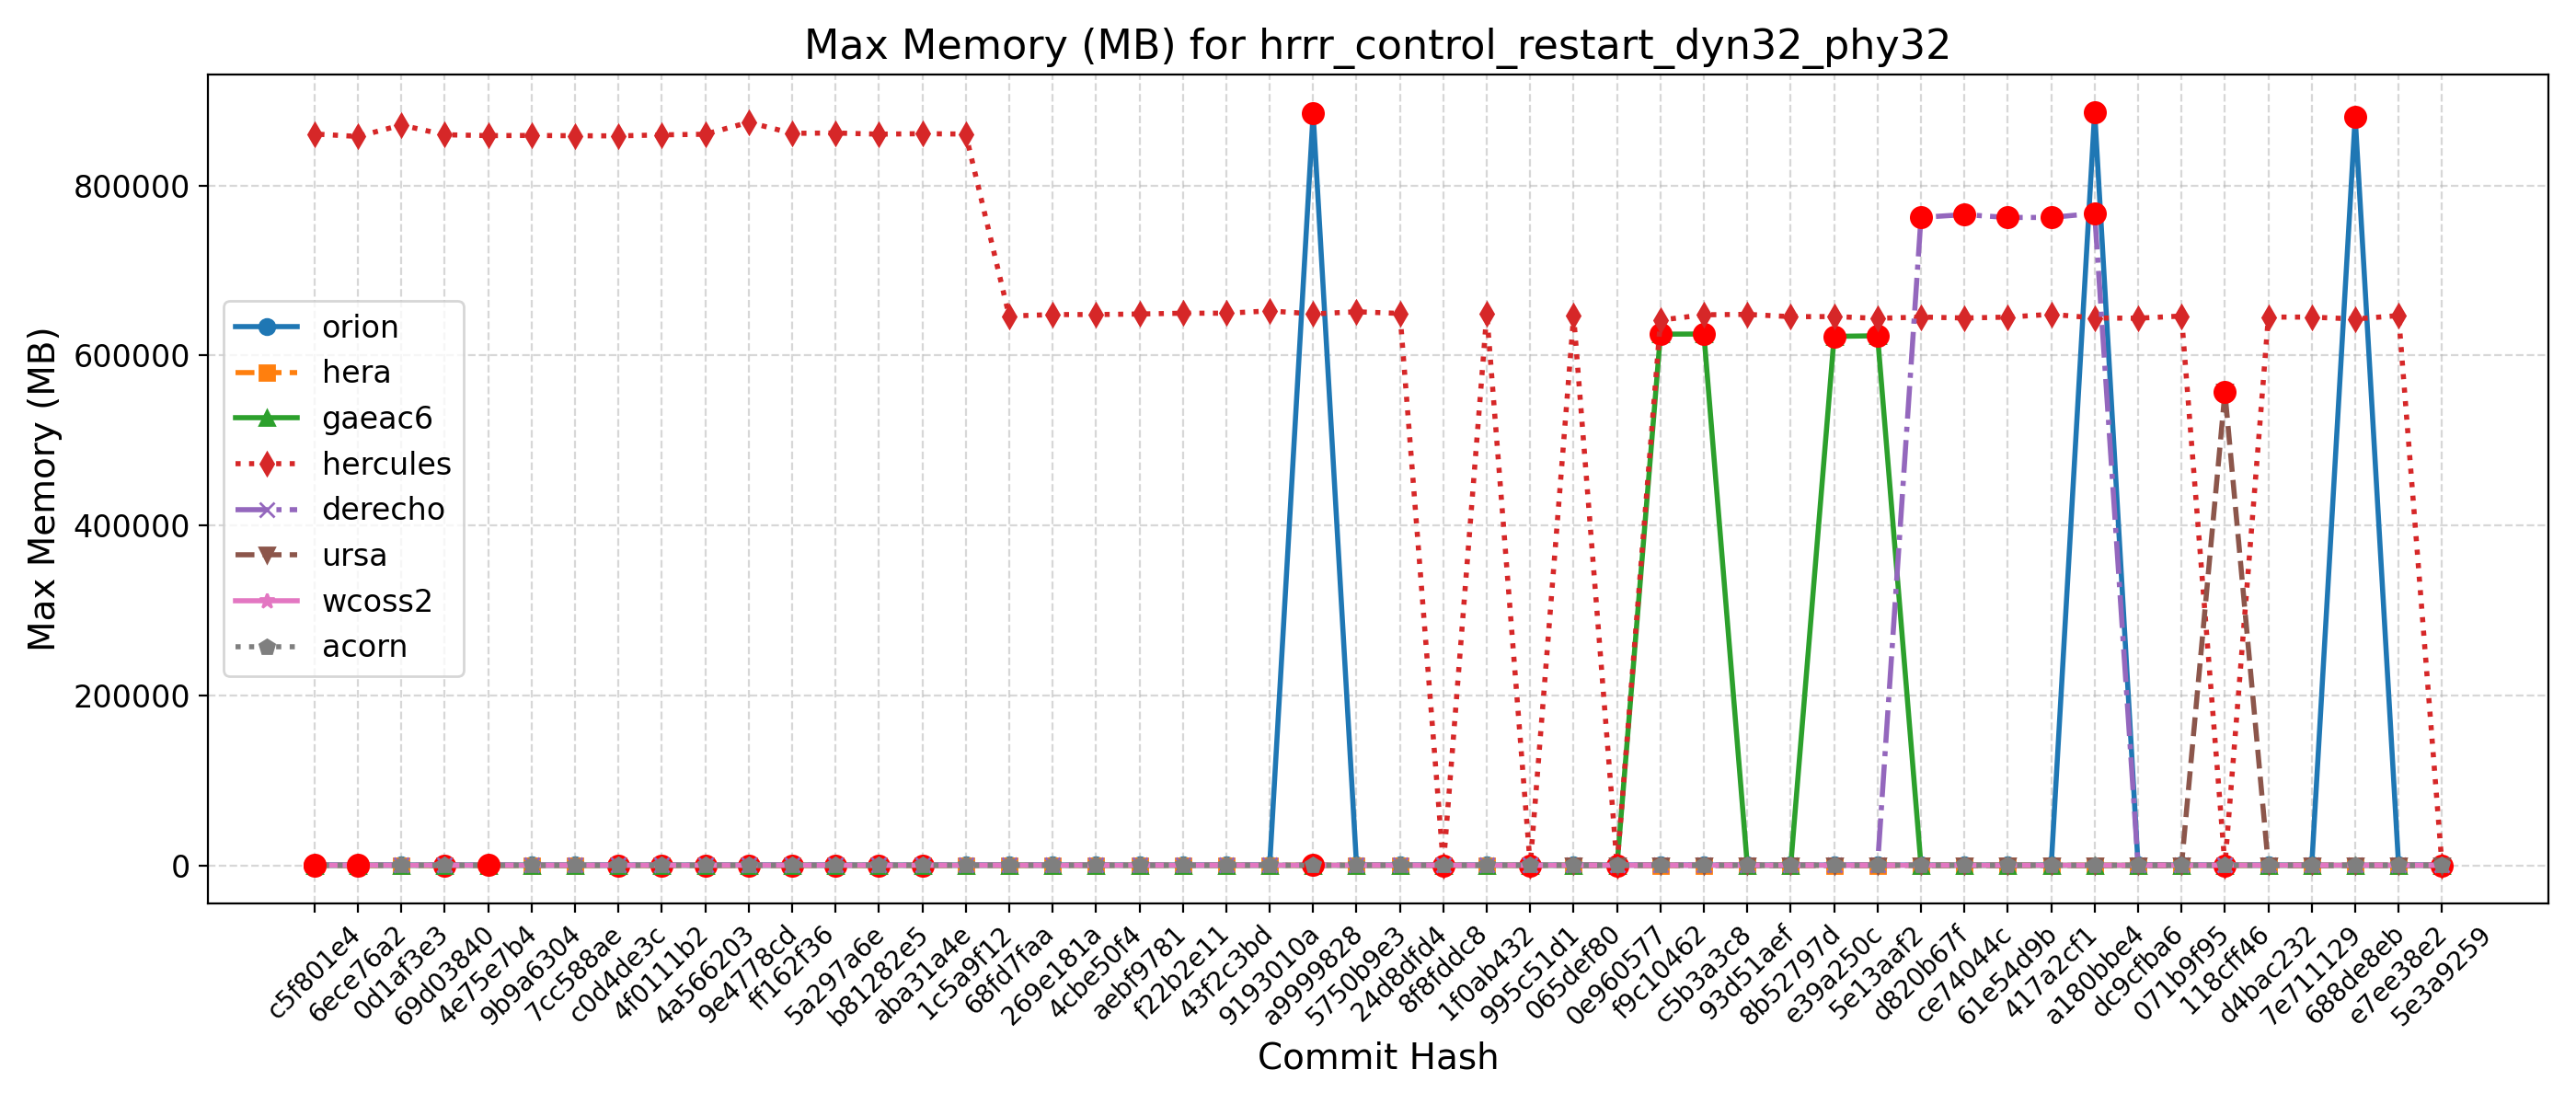 Max Memory (MB) for hrrr_control_restart_dyn32_phy32
Max Memory (MB)
800000
600000
400000
200000
0
orion
hera
gaeac6
hercules
derecho
ursa
wcoss2
acorn
c5f801e4
6ece76a2
0d1af3e3
69d03840
4e75e7b4
9b9a6304
7cc588ae
c0d4de3c
4f0111b2
4a566203
9e4778cd
ff162f36
5a297a6e
b81282e5
aba31a4e
1c5a9f12
68fd7faa
269e181a
4cbe50f4
aebf9781
f22b2e11
43f2c3bd
9193010a
a9999828
5750b9e3
24d8dfd4
8f8fddc8
1f0ab432
995c51d1
065def80
0e960577
f9c10462
c5b3a3c8
93d51aef
8b52797d
e39a250c
5e13aaf2
d820b67f
ce74044c
61e54d9b
417a2cf1
a180bbe4
dc9cfba6
071b9f95
118cff46
d4bac232
7e711129
688de8eb
e7ee38e2
5e3a9259
Commit Hash